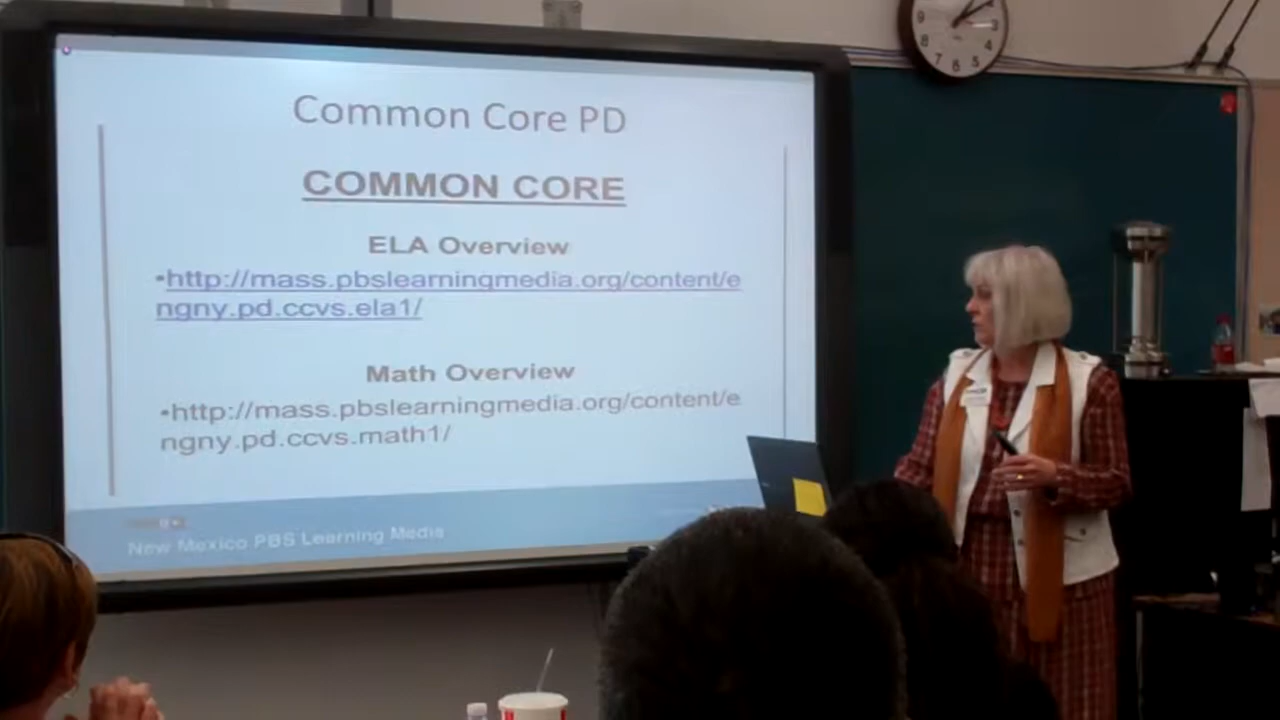 Common Core PD
COMMON CORE
ELA Overview
•http://mass.pbslearningmedia.org/content/e
ngny.pd.ccvs.ela1/
Math Overview
•http://mass.pbslearningmedia.org/content/e
ngny.pd.ccvs.math1/
New Mexico PBS Learning Media